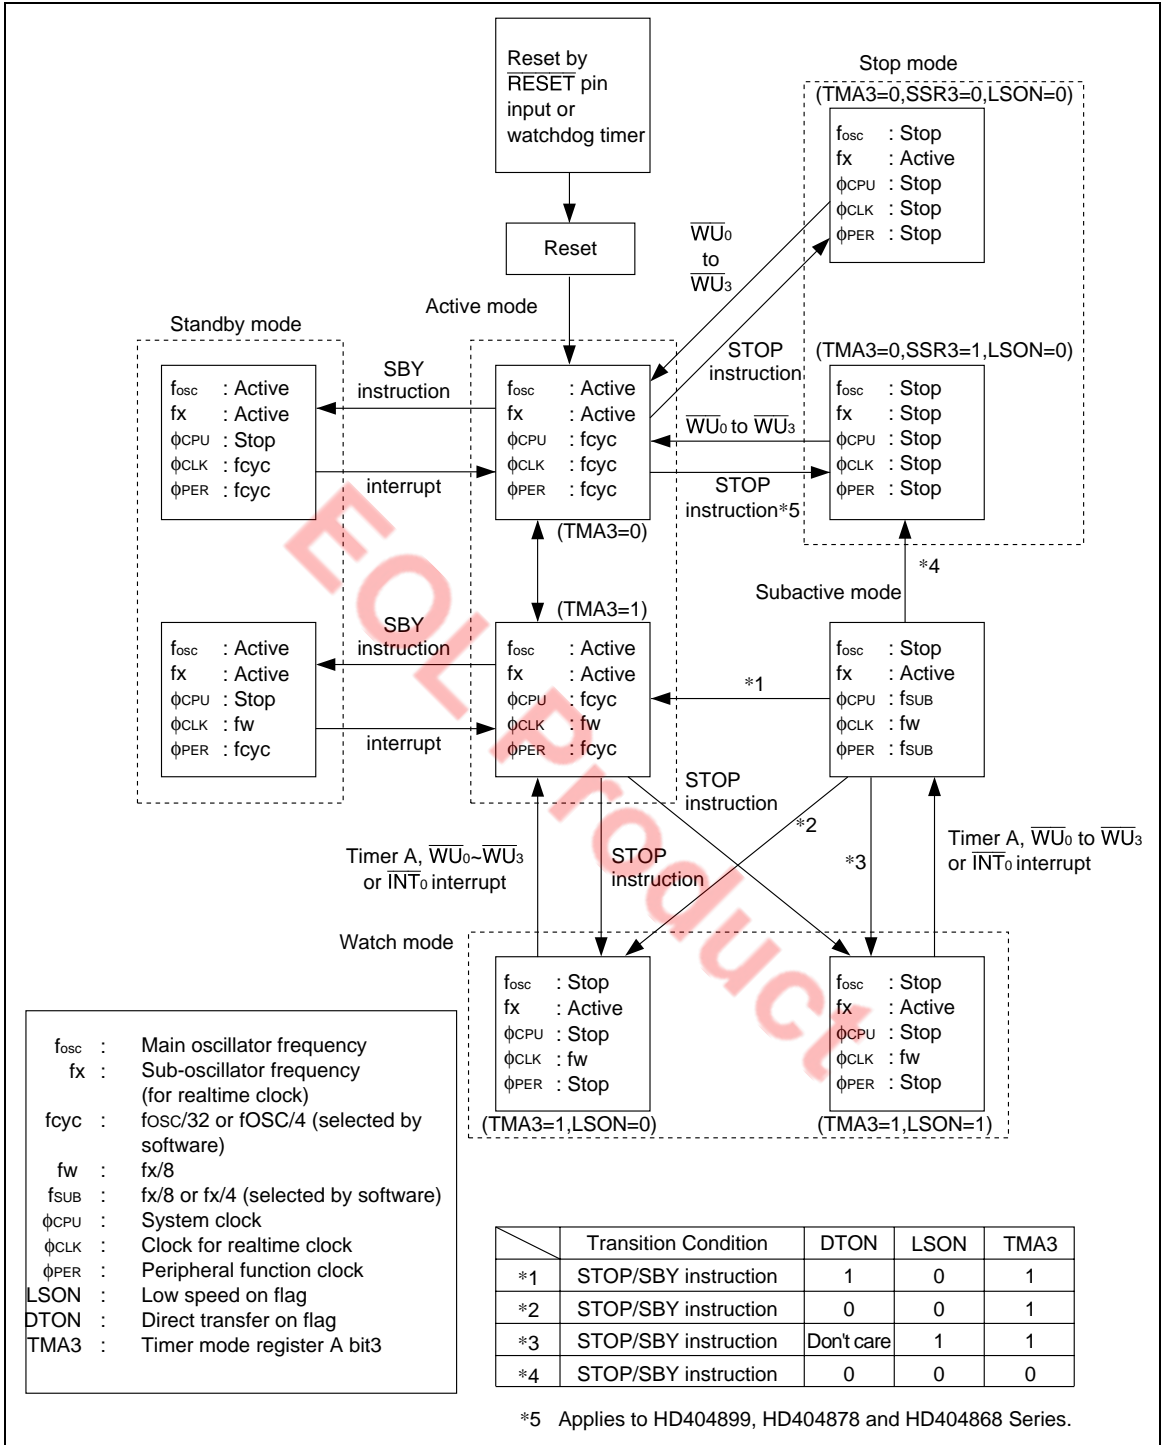 Reset by
RESET pin
input or
watchdog timer
Reset
Stop mode
(TMA3=0,SSR3=0,LSON=0)
fosc : Stop
fx : Active
ϕCPU : Stop
ϕCLK : Stop
ϕPER : Stop
WU0
to
WU3
STOP
instruction
Active mode
Standby mode
(TMA3=0,SSR3=1,LSON=0)
fosc : Active
fx : Active
ϕCPU : Stop
ϕCLK : fcyc
ϕPER : fcyc
SBY
instruction
interrupt
fosc : Active
fx : Active
ϕCPU : fcyc
ϕCLK : fcyc
ϕPER : fcyc
(TMA3=0)
WU0 to WU3
STOP
instruction*5
fosc : Stop
fx : Stop
ϕCPU : Stop
ϕCLK : Stop
ϕPER : Stop
*4
Subactive mode
(TMA3=1)
fosc : Active
fx : Active
ϕCPU : Stop
ϕCLK : fw
ϕPER : fcyc
SBY
instruction
interrupt
fosc : Active
fx : Active
ϕCPU : fcyc
ϕCLK : fw
ϕPER : fcyc
*1
fosc : Stop
fx : Active
ϕCPU : fSUB
ϕCLK : fw
ϕPER : fSUB
STOP
instruction
*2
*3
Timer A, WU0~WU3
or INT0 interrupt
STOP
instruction
Timer A, WU0 to WU3
or INT0 interrupt
Watch mode
fosc : Stop
fx : Active
ϕCPU : Stop
ϕCLK : fw
ϕPER : Stop
(TMA3=1,LSON=0)
fosc : Stop
fx : Active
ϕCPU : Stop
ϕCLK : fw
ϕPER : Stop
(TMA3=1,LSON=1)
EOL Product
fosc : Main oscillator frequency
fx : Sub-oscillator frequency
(for realtime clock)
fcyc : fosc/32 or fOSC/4 (selected by
software)
fw : fx/8
fSUB : fx/8 or fx/4 (selected by software)
ϕCPU : System clock
ϕCLK : Clock for realtime clock
ϕPER : Peripheral function clock
LSON : Low speed on flag
DTON : Direct transfer on flag
TMA3 : Timer mode register A bit3
Transition Condition DTON LSON TMA3
*1 STOP/SBY instruction 1 0 1
*2 STOP/SBY instruction 0 0 1
*3 STOP/SBY instruction Don't care 1 1
*4 STOP/SBY instruction 0 0 0
*5 Applies to HD404899, HD404878 and HD404868 Series.